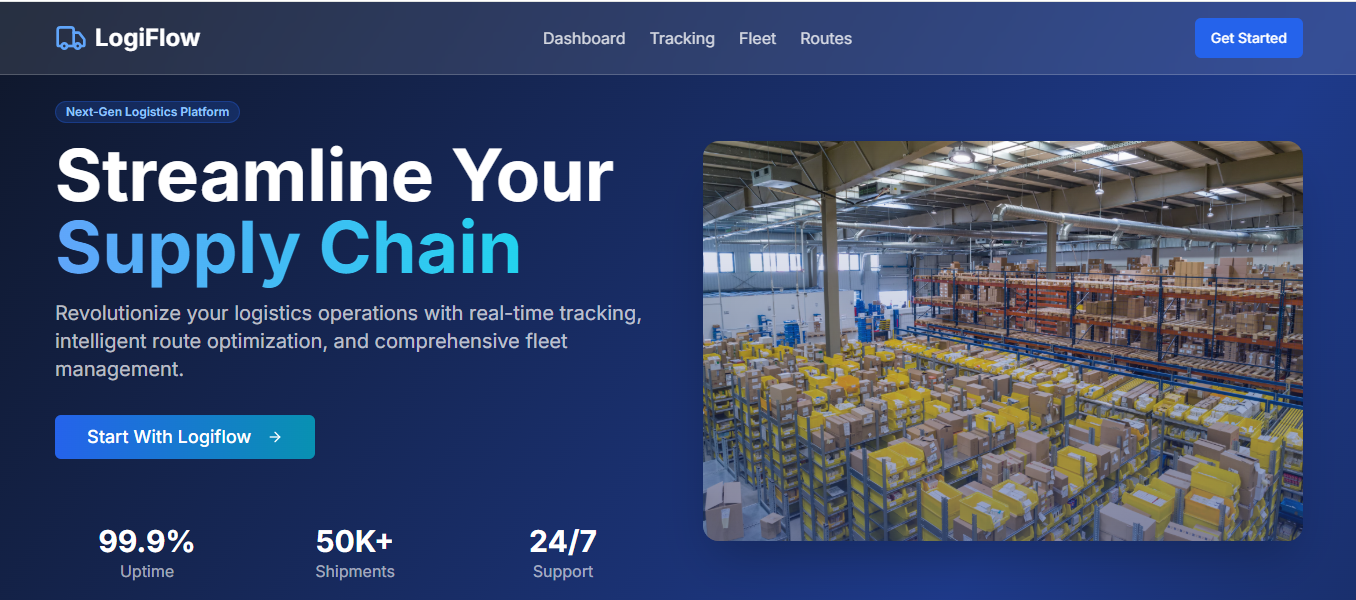 LogiFlow
Dashboard
Tracking
Fleet
Routes
Get Started
Next-Gen Logistics Platform
Streamline Your
Supply Chain
Revolutionize your logistics operations with real-time tracking,
intelligent route optimization, and comprehensive fleet
management.
Start With Logiflow →
99.9%
Uptime
50K+
Shipments
24/7
Support